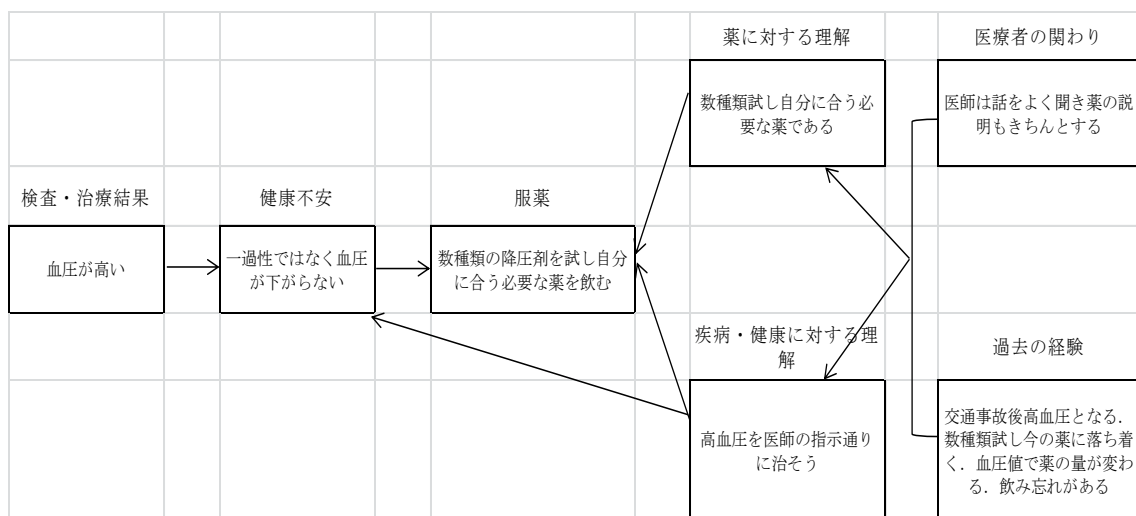 薬に対する理解
医療者の関わり
数種類試し自分に合う必
要な薬である
医師は話をよく聞き薬の説
明もきちんとする
検査・治療結果
健康不安
服薬
血圧が高い
一過性ではなく血圧
が下がらない
数種類の降圧剤を試し自分
に合う必要な薬を飲む
疾病・健康に対する理
解
過去の経験
高血圧を医師の指示通り
に治そう
交通事故後高血圧となる．
数種類試し今の薬に落ち着
く．血圧値で薬の量が変わ
る．飲み忘れがある